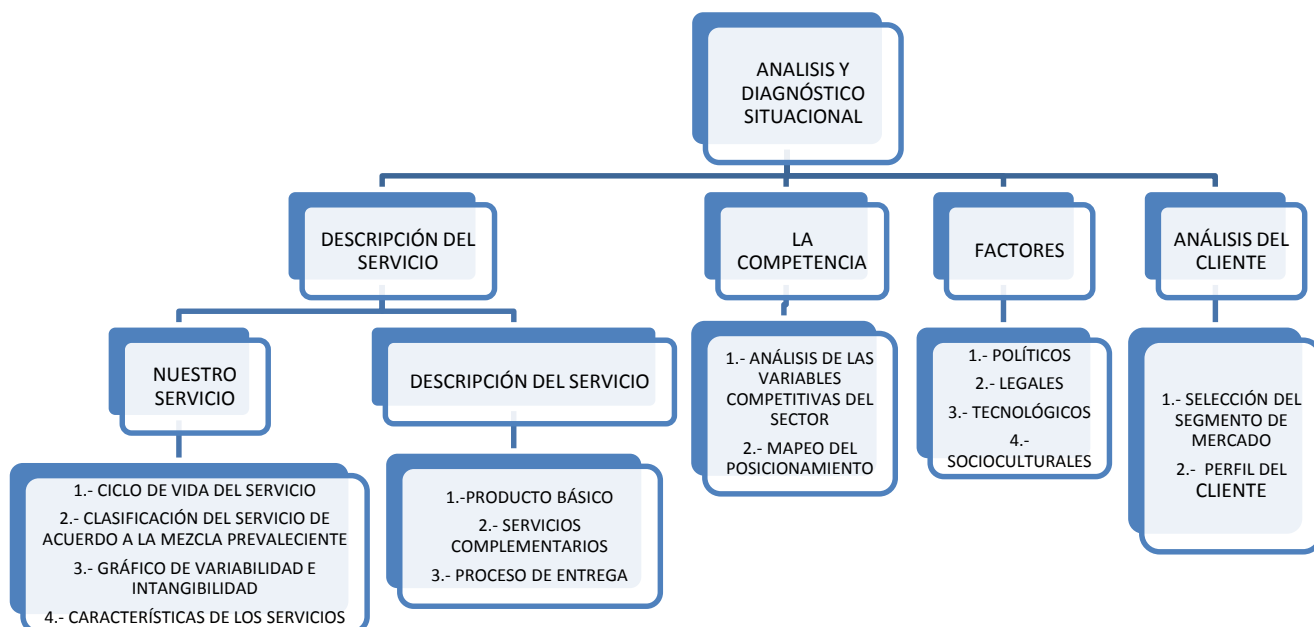 ANALISIS Y
DIAGNÓSTICO
SITUACIONAL
DESCRIPCIÓN DEL
SERVICIO
LA
COMPETENCIA
FACTORES
ANÁLISIS DEL
CLIENTE
NUESTRO
SERVICIO
DESCRIPCIÓN DEL SERVICIO
1.- ANÁLISIS DE LAS
VARIABLES
COMPETITIVAS DEL
SECTOR
2.- MAPEO DEL
POSICIONAMIENTO
1.- POLÍTICOS
2.- LEGALES
3.- TECNOLÓGICOS
4.-
SOCIOCULTURALES
1.- SELECCIÓN DEL
SEGMENTO DE
MERCADO
2.- PERFIL DEL
CLIENTE
1.- CICLO DE VIDA DEL SERVICIO
2.- CLASIFICACIÓN DEL SERVICIO DE
ACUERDO A LA MEZCLA PREVALECIENTE
3.- GRÁFICO DE VARIABILIDAD E
INTANGIBILIDAD
4.- CARACTERÍSTICAS DE LOS SERVICIOS
1.-PRODUCTO BÁSICO
2.- SERVICIOS
COMPLEMENTARIOS
3.- PROCESO DE ENTREGA